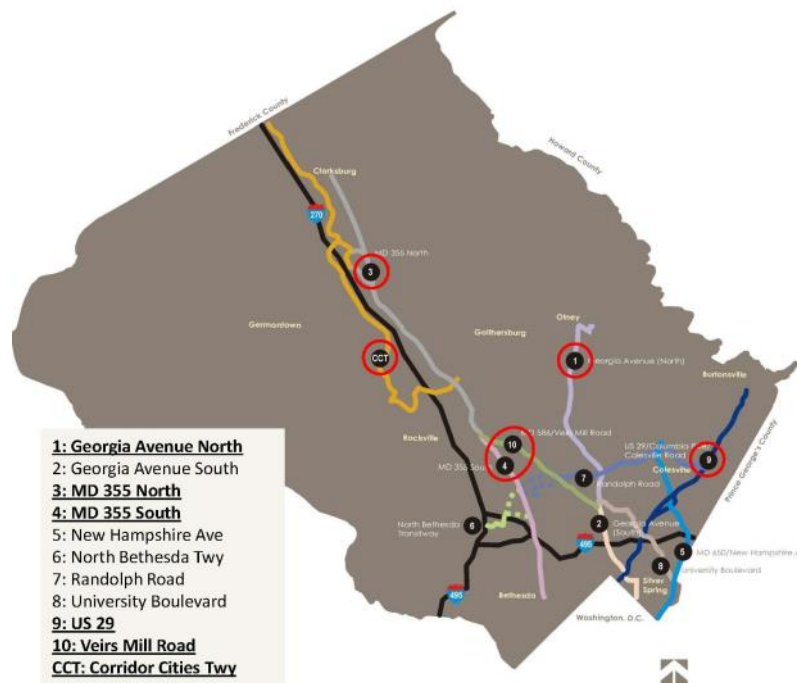 Frederick County
Clarksburg
270
Howard County
MD 355 North
3
Olney
Germantown
Gaithersburg
CCT
1
Georgia Avenue (North)
Burtonsville
10
MD 586/Veirs Mill Road
Rockville
US 29/Columbia
Colesville Road
9
MD 355 South
4
Colesville
Prince George's County
7
Randolph Road
North Bethesda
Transitway
6
2
Georgia Avenue
(South)
495
5
MD 650/New Hampshire
8
University Boulevard
495
Bethesda
Silver
Spring
Washington, D.C.
1: Georgia Avenue North
2: Georgia Avenue South
3: MD 355 North
4: MD 355 South
5: New Hampshire Ave
6: North Bethesda Twy
7: Randolph Road
8: University Boulevard
9: US 29
10: Veirs Mill Road
CCT: Corridor Cities Twy